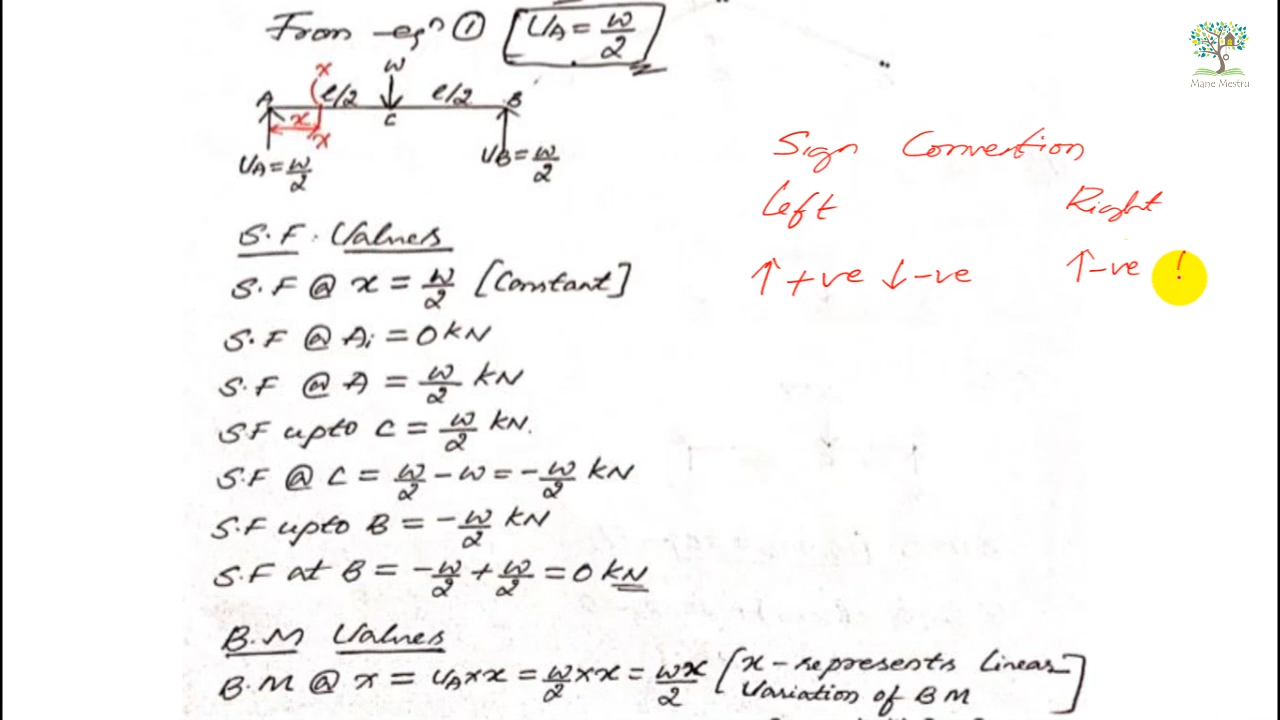 From eqn ① VA = w/2
x w
A l/2 l/2 B
x C
x
VA = w/2 VB = w/2
S.F. Values
S.F @ x = w/2 [Constant]
S.F @ Ai = 0 kN
S.F @ A = w/2 kN
S.F upto C = w/2 kN.
S.F @ C = w/2 - w = -w/2 kN
S.F upto B = -w/2 kN
S.F at B = -w/2 + w/2 = 0 kN
B.M Values
B.M @ x = VA × x = w/2 × x = wx/2 [x - represents linear
Variation of BM]
Sign Convention
Left Right
↑ +ve ↓ -ve ↑ -ve
Mane Mestru